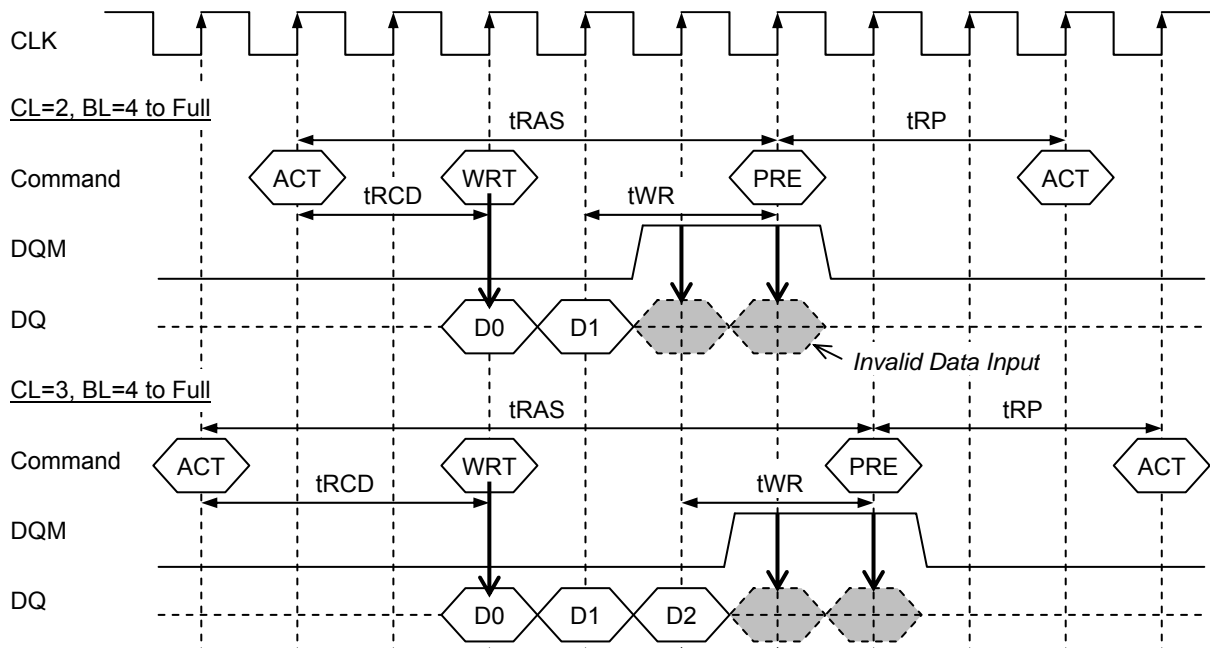 CLK
CL=2, BL=4 to Full
tRAS
tRP
Command
ACT
WRT
PRE
ACT
tRCD
tWR
DQM
DQ
D0
D1
Invalid Data Input
CL=3, BL=4 to Full
tRAS
tRP
Command
ACT
WRT
PRE
ACT
tRCD
tWR
DQM
DQ
D0
D1
D2